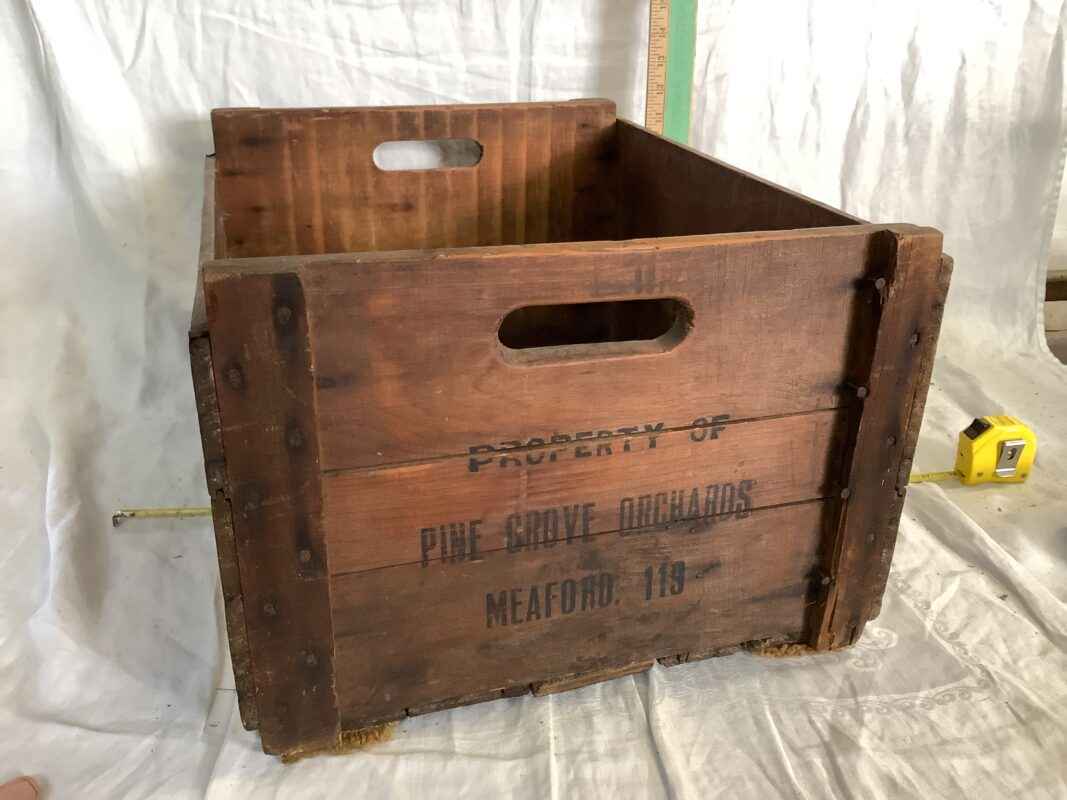 PROPERTY OF
PINE GROVE ORCHARDS
MEAFORD. 119